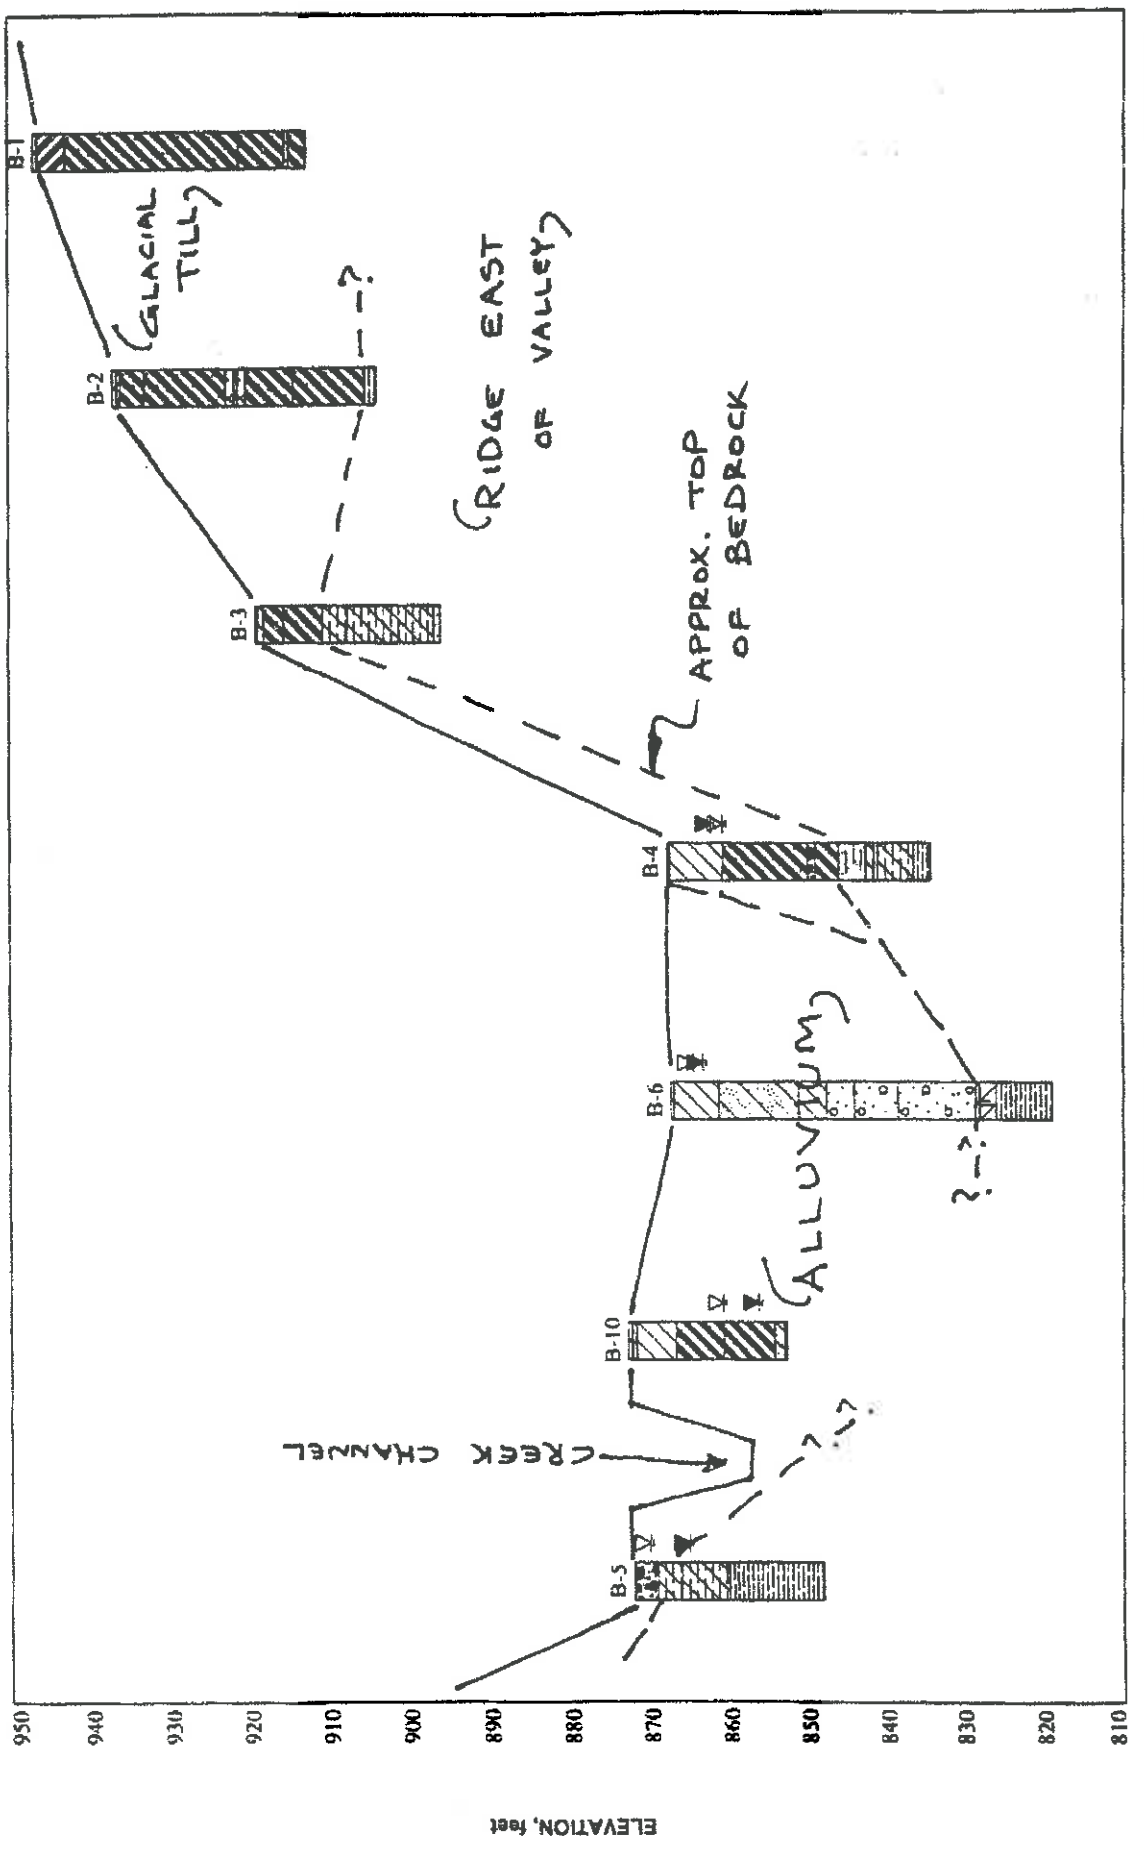 ELEVATION, feet
950
940
930
920
910
900
890
880
870
860
850
840
830
820
810
B-5
B-10
B-6
B-4
B-3
B-2
B-1
CREEK CHANNEL
(ALLUVIUM)
? - ?
? ?
APPROX. TOP
OF BEDROCK
(RIDGE EAST
OF VALLEY)
(GLACIAL
TILL)
- - ?